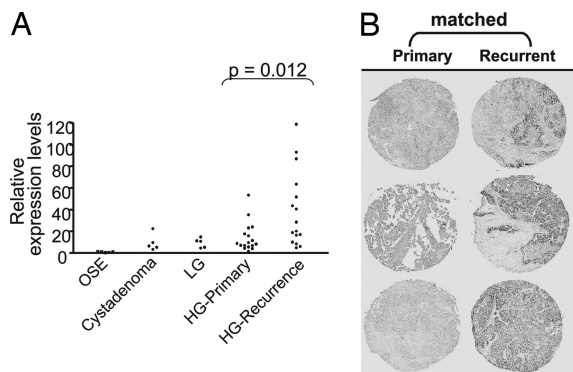 A
p = 0.012
Relative
expression levels
120
100
80
60
40
20
0
OSE
Cystadenoma
LG
HG-Primary
HG-Recurrence
B
matched
Primary Recurrent